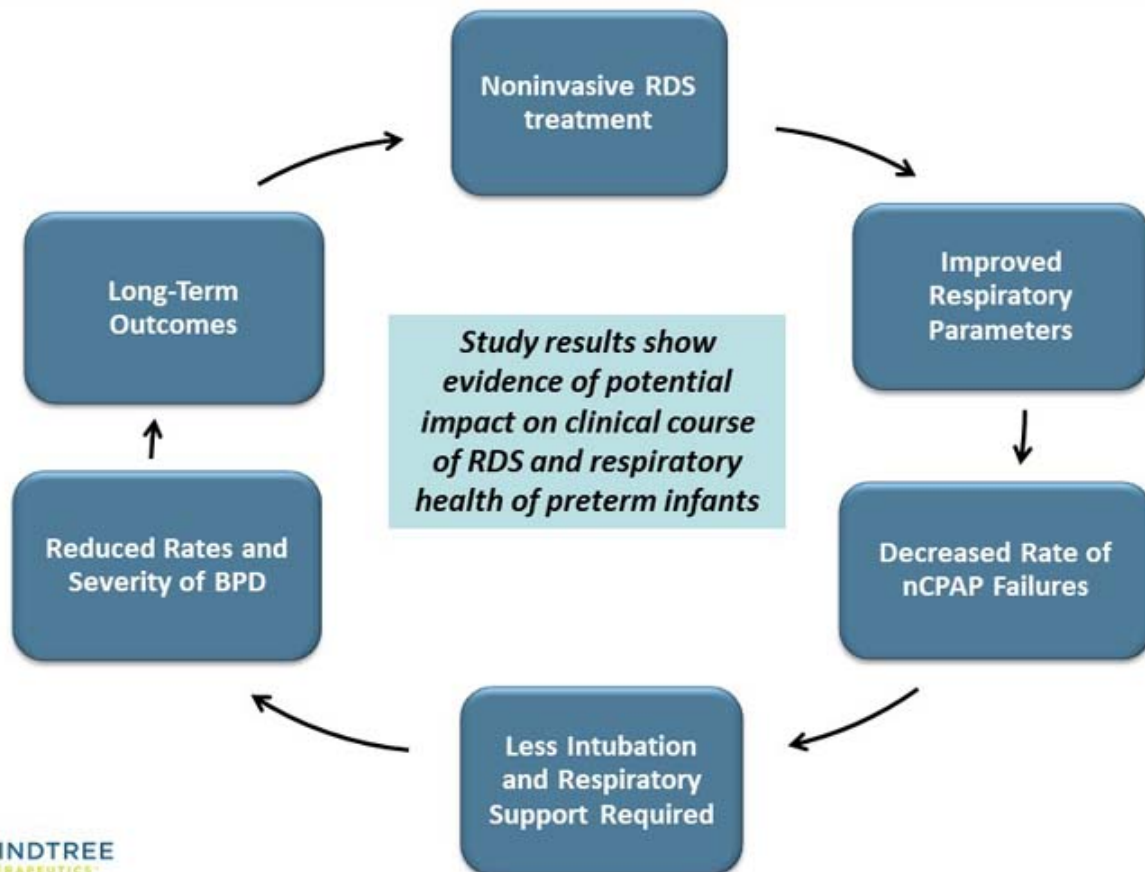 Noninvasive RDS
treatment
Improved
Respiratory
Parameters
Decreased Rate of
nCPAP Failures
Less Intubation
and Respiratory
Support Required
Reduced Rates and
Severity of BPD
Long-Term
Outcomes
Study results show
evidence of potential
impact on clinical course
of RDS and respiratory
health of preterm infants
INDTREE